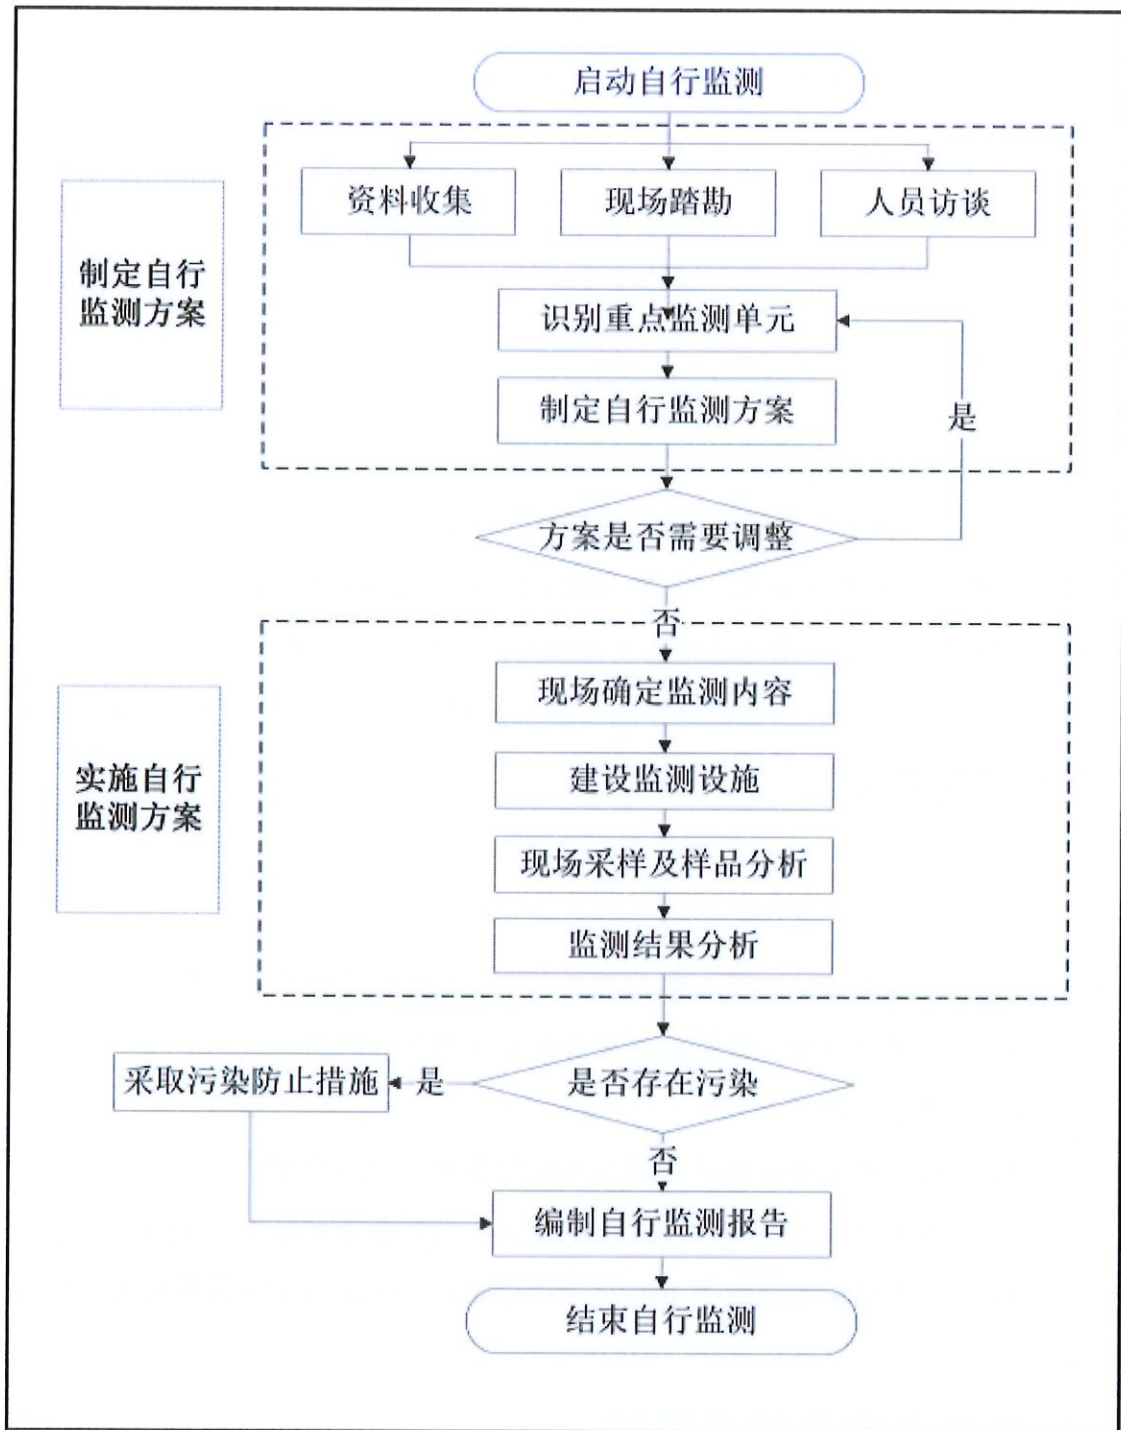 启动自行监测
资料收集
现场踏勘
人员访谈
制定自行
监测方案
识别重点监测单元
制定自行监测方案
是
方案是否需要调整
否
现场确定监测内容
建设监测设施
实施自行
监测方案
现场采样及样品分析
监测结果分析
采取污染防止措施
是
是否存在污染
否
编制自行监测报告
结束自行监测